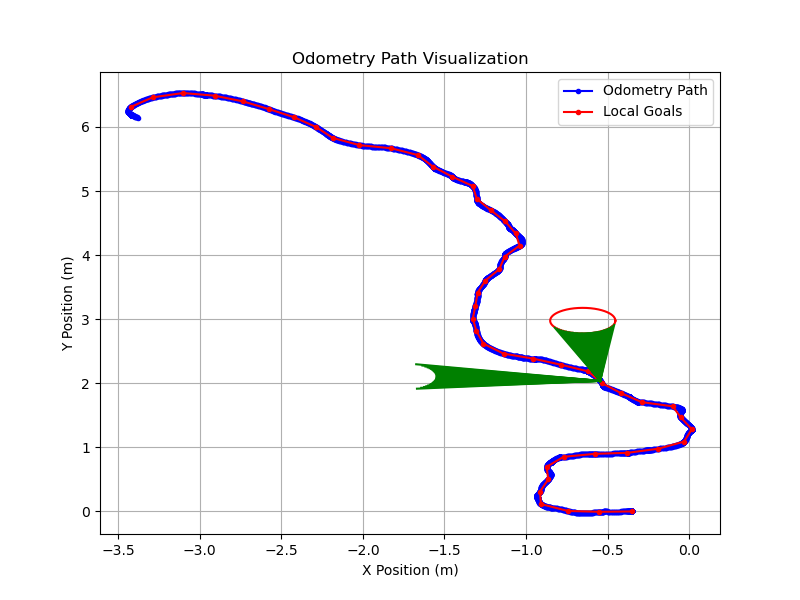 Odometry Path Visualization
Odometry Path
Local Goals
Y Position (m)
6
5
4
3
2
1
0
−3.5 −3.0 −2.5 −2.0 −1.5 −1.0 −0.5 0.0
X Position (m)